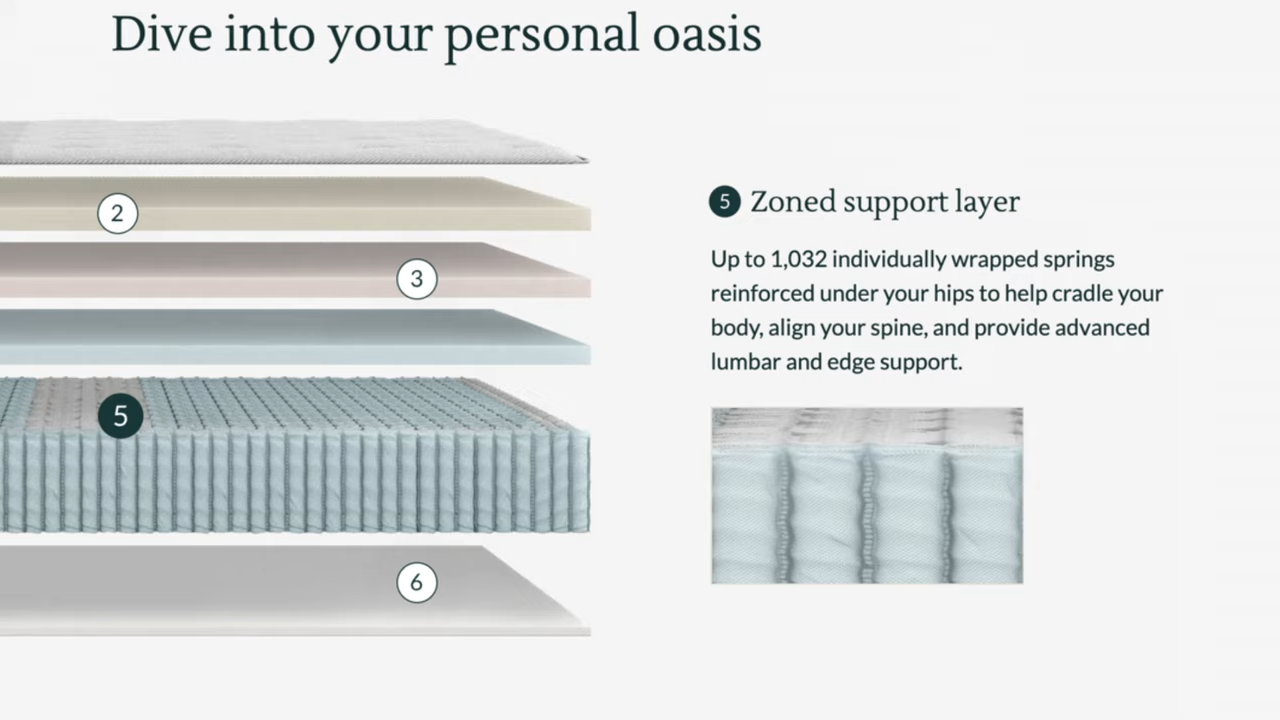 Dive into your personal oasis
2
3
5
6
5 Zoned support layer
Up to 1,032 individually wrapped springs
reinforced under your hips to help cradle your
body, align your spine, and provide advanced
lumbar and edge support.